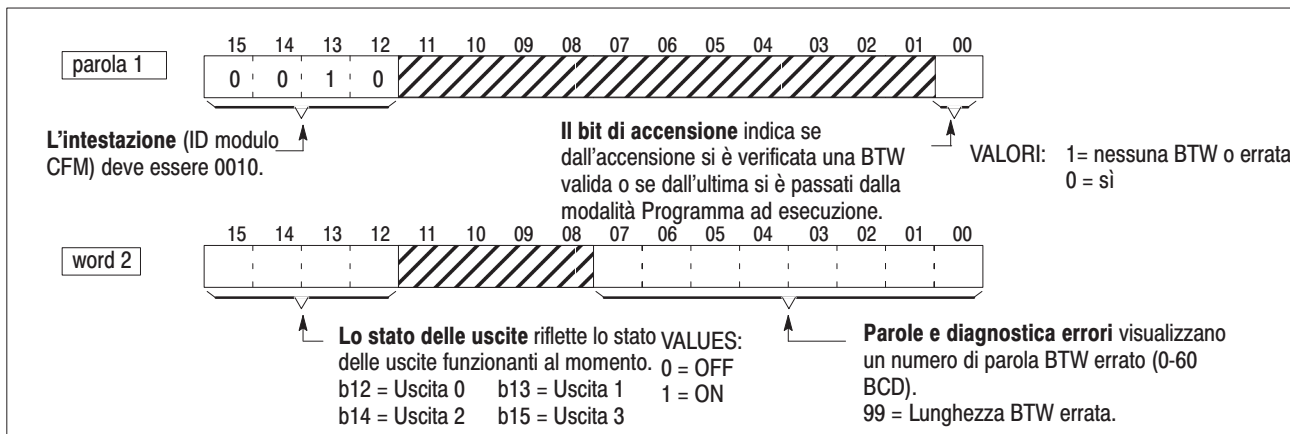 15 14 13 12 11 10 09 08 07 06 05 04 03 02 01 00
parola 1
0 0 1 0
L'intestazione (ID modulo
CFM) deve essere 0010.
Il bit di accensione indica se
dall'accensione si è verificata una BTW
valida o se dall'ultima si è passati dalla
modalità Programma ad esecuzione.
VALORI: 1= nessuna BTW o errata
0 = sì
15 14 13 12 11 10 09 08 07 06 05 04 03 02 01 00
word 2
Lo stato delle uscite riflette lo stato
delle uscite funzionanti al momento.
b12 = Uscita 0 b13 = Uscita 1
b14 = Uscita 2 b15 = Uscita 3
VALUES:
0 = OFF
1 = ON
Parole e diagnostica errori visualizzano
un numero di parola BTW errato (0-60
BCD).
99 = Lunghezza BTW errata.